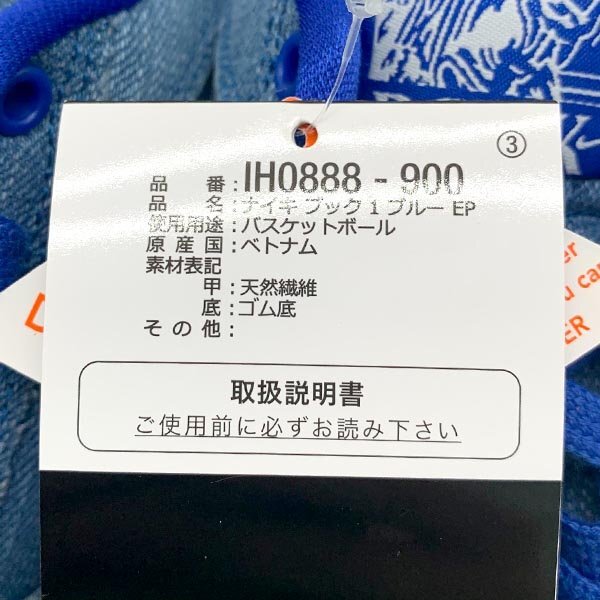 ③
品番:IH0888-900
品名:ナイキ ブック 1 ブルー EP
使用用途:バスケットボール
原産国:ベトナム
素材表記
甲:天然繊維
底:ゴム底
その他:
取扱説明書
ご使用前に必ずお読み下さい